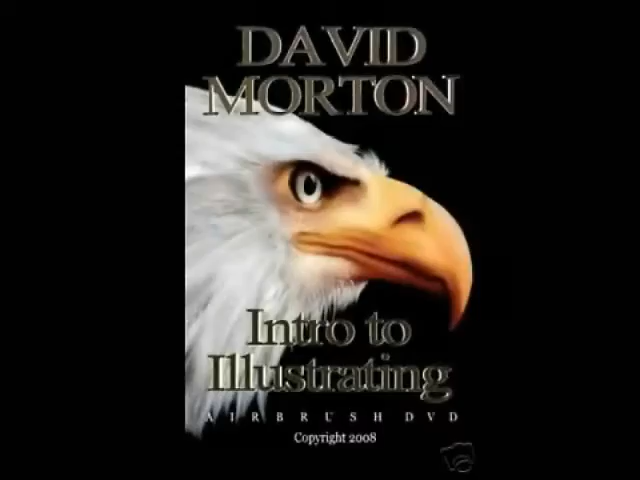 DAVID
MORTON
Intro to
Illustrating
AIRBRUSH DVD
Copyright 2008